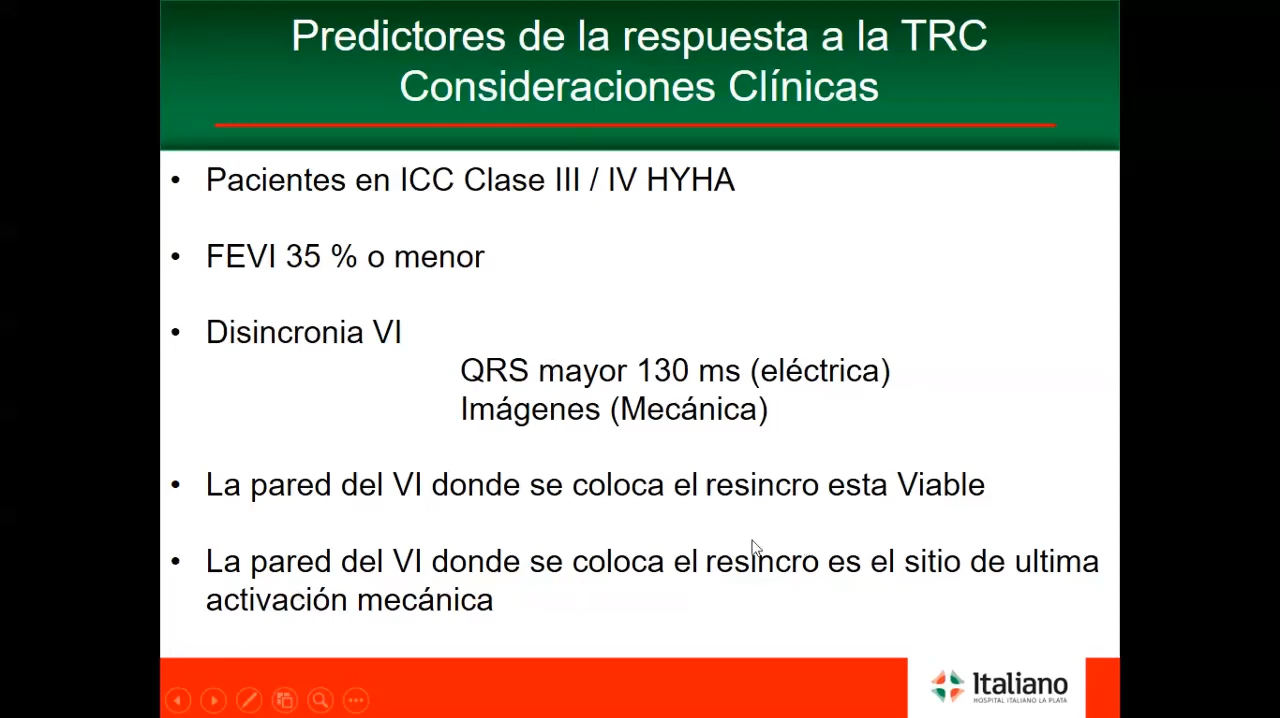 Predictores de la respuesta a la TRC
Consideraciones Clínicas
• Pacientes en ICC Clase III / IV HYHA
• FEVI 35 % o menor
• Disincronia VI
QRS mayor 130 ms (eléctrica)
Imágenes (Mecánica)
• La pared del VI donde se coloca el resincro esta Viable
• La pared del VI donde se coloca el resincro es el sitio de ultima
activación mecánica
Italiano
HOSPITAL ITALIANO LA PLATA